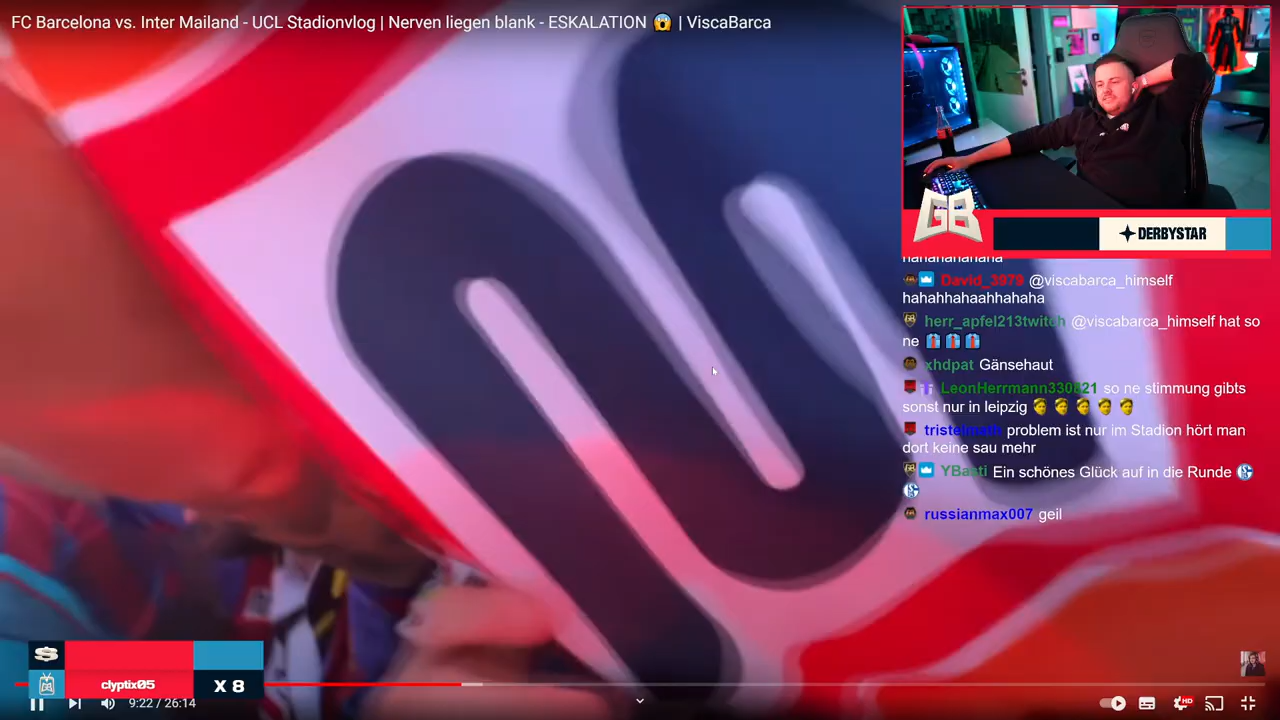 FC Barcelona vs. Inter Mailand - UCL Stadionvlog | Nerven liegen blank - ESKALATION 😱 | ViscaBarca
GB
DERBYSTAR
hahahahahaha
David_3979 @viscabarca_himself
hahahhahaahhahaha
herr_apfel213twitch @viscabarca_himself hat so
ne
xhdpat Gänsehaut
LeonHerrmann330821 so ne stimmung gibts
sonst nur in leipzig
problem ist nur im Stadion hört man
dort keine sau mehr
YBasti Ein schönes Glück auf in die Runde
russianmax007 geil
clyptix05
X 8
9:22 / 26:14
HD